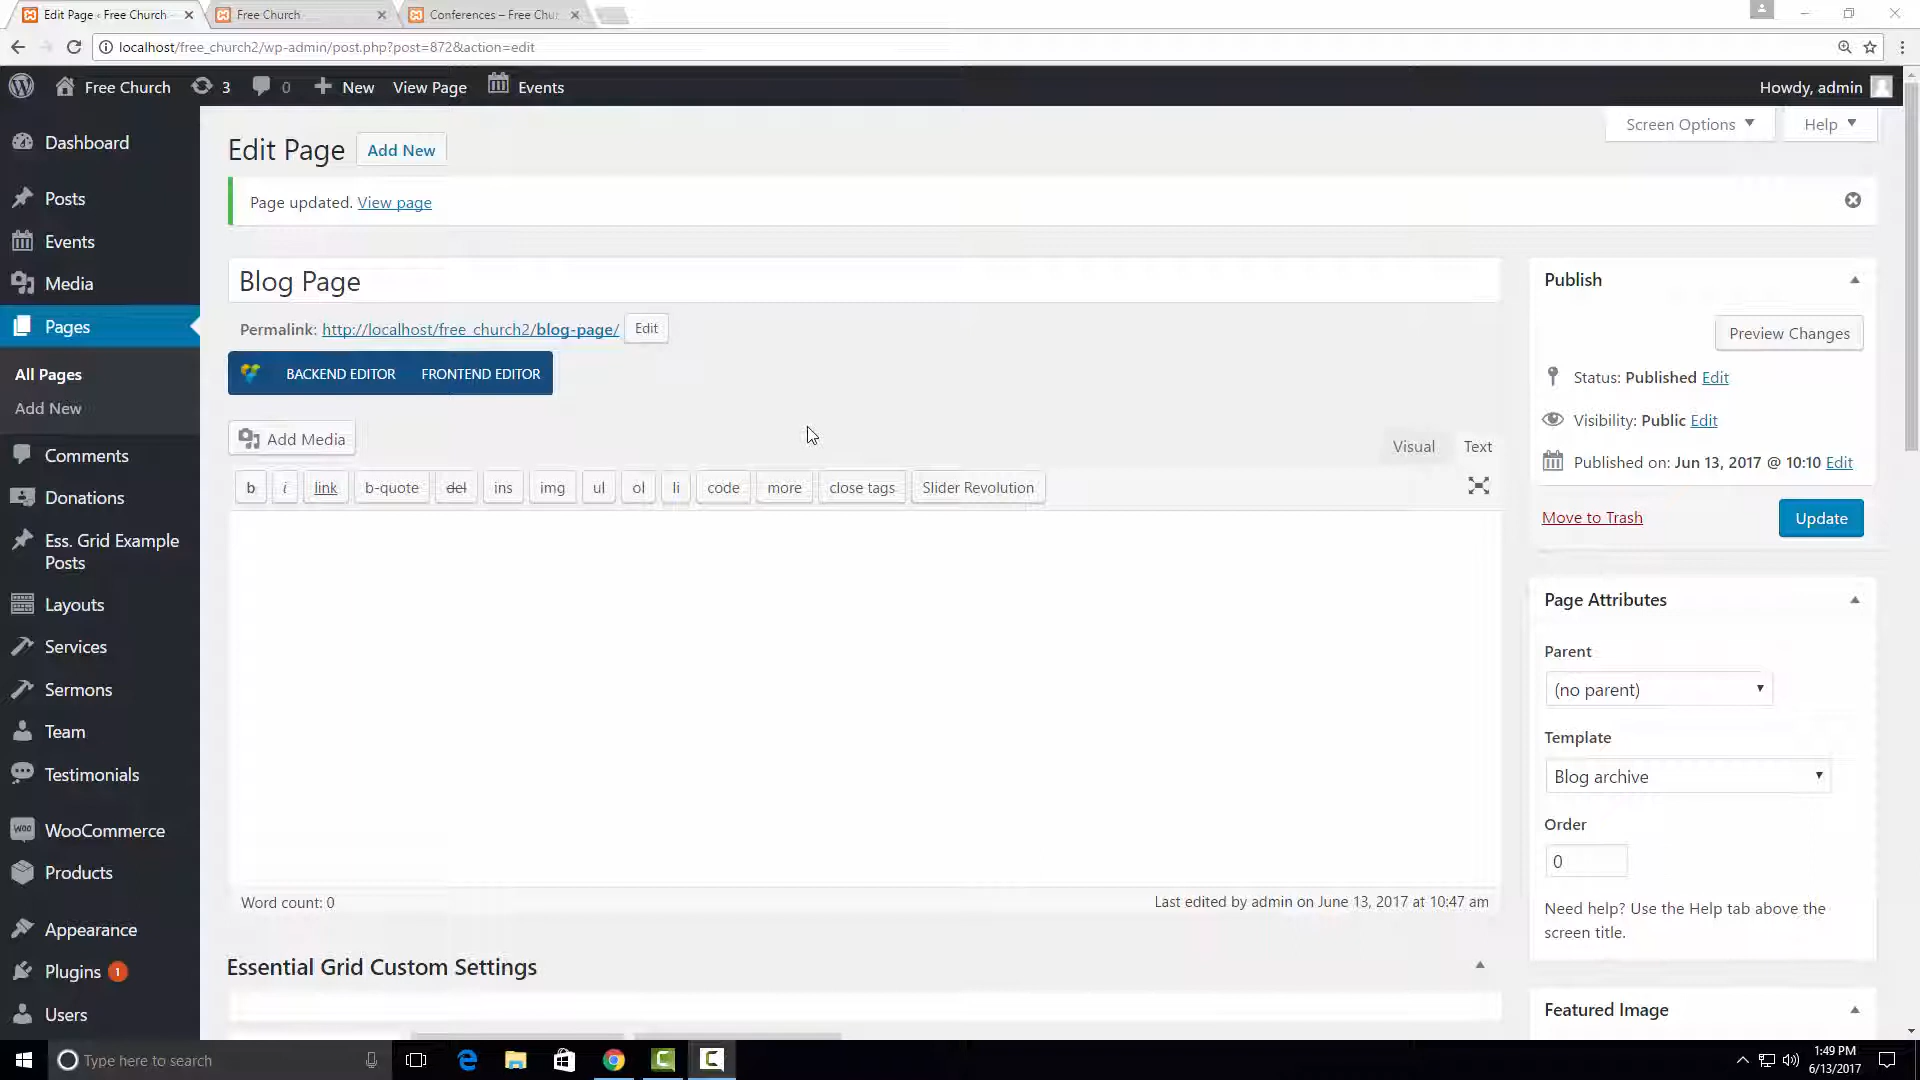 Edit Page ‹ Free Church
Free Church
Conferences – Free Chu
localhost/free_church2/wp-admin/post.php?post=872&action=edit
Free Church 3 0 New View Page Events Howdy, admin
Dashboard
Posts
Events
Media
Pages
All Pages
Add New
Comments
Donations
Ess. Grid Example
Posts
Layouts
Services
Sermons
Team
Testimonials
WooCommerce
Products
Appearance
Plugins 1
Users
Screen Options Help
Edit Page Add New
Page updated. View page
Blog Page
Permalink: http://localhost/free_church2/blog-page/ Edit
BACKEND EDITOR FRONTEND EDITOR
Add Media
Visual Text
b i link b-quote del ins img ul ol li code more close tags Slider Revolution
Word count: 0
Last edited by admin on June 13, 2017 at 10:47 am
Essential Grid Custom Settings
Publish
Preview Changes
Status: Published Edit
Visibility: Public Edit
Published on: Jun 13, 2017 @ 10:10 Edit
Move to Trash Update
Page Attributes
Parent
(no parent)
Template
Blog archive
Order
0
Need help? Use the Help tab above the
screen title.
Featured Image
Type here to search
1:49 PM
6/13/2017